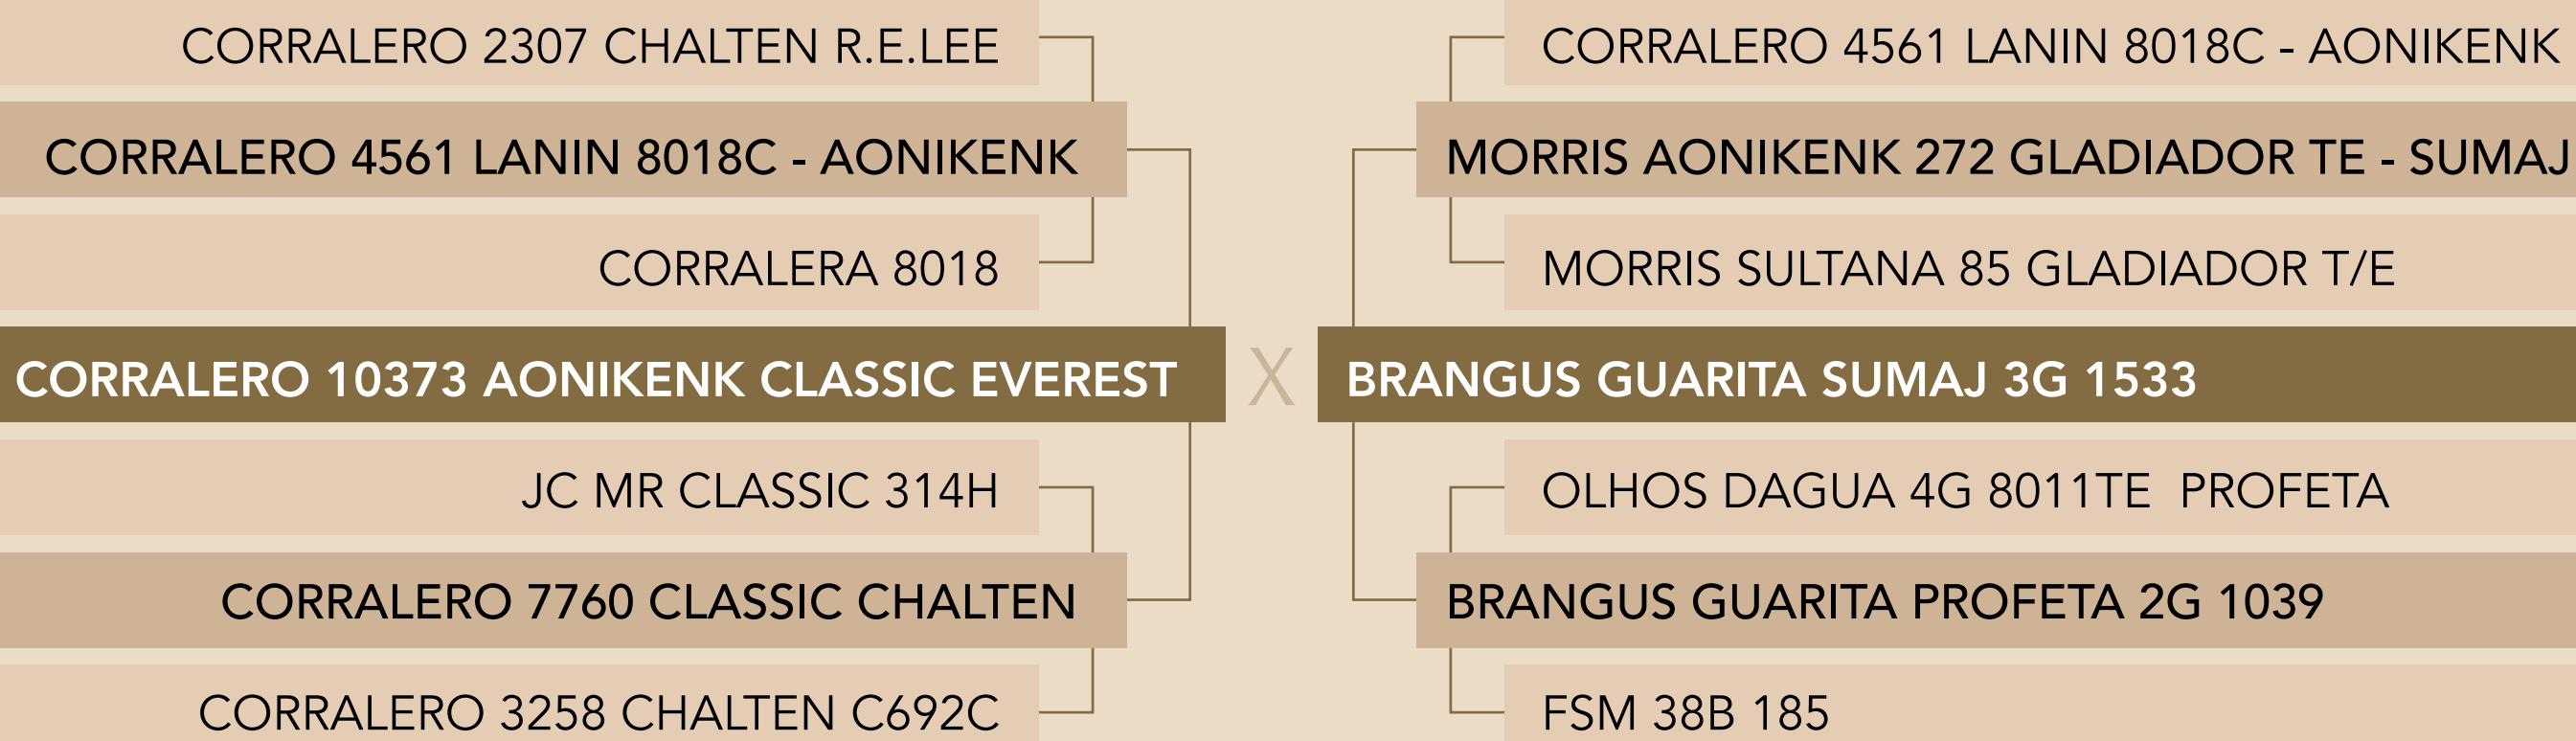 CORRALERO 2307 CHALTEN R.E.LEE
CORRALERO 4561 LANIN 8018C - AONIKENK
CORRALERA 8018
CORRALERO 10373 AONIKENK CLASSIC EVEREST
JC MR CLASSIC 314H
CORRALERO 7760 CLASSIC CHALTEN
CORRALERO 3258 CHALTEN C692C
X
CORRALERO 4561 LANIN 8018C - AONIKENK
MORRIS AONIKENK 272 GLADIADOR TE - SUMAJ
MORRIS SULTANA 85 GLADIADOR T/E
BRANGUS GUARITA SUMAJ 3G 1533
OLHOS DAGUA 4G 8011TE  PROFETA
BRANGUS GUARITA PROFETA 2G 1039
FSM 38B 185